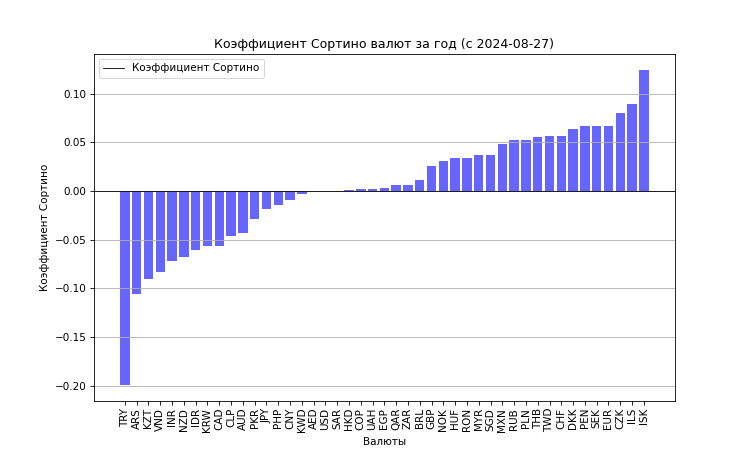 Коэффициент Сортино валют за год (с 2024-08-27)
Коэффициент Сортино
Коэффициент Сортино
0.10
0.05
0.00
−0.05
−0.10
−0.15
−0.20
TRY
ARS
KZT
VND
INR
NZD
IDR
KRW
CAD
CLP
AUD
PKR
JPY
PHP
CNY
KWD
AED
USD
SAR
HKD
COP
UAH
EGP
QAR
ZAR
BRL
GBP
NOK
HUF
RON
MYR
SGD
MXN
RUB
PLN
THB
TWD
CHF
DKK
PEN
SEK
EUR
CZK
ILS
ISK
Валюты